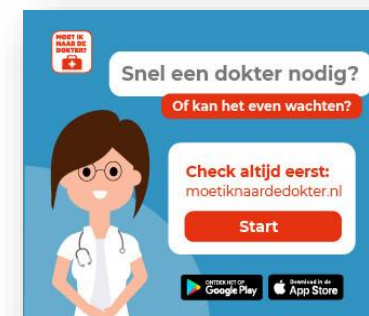 MOET IK
NAAR DE
DOKTER?
Snel een dokter nodig?
Of kan het even wachten?
Check altijd eerst:
moetiknaardedokter.nl
Start
ONTDEK HET OP
Google Play
Download in de
App Store